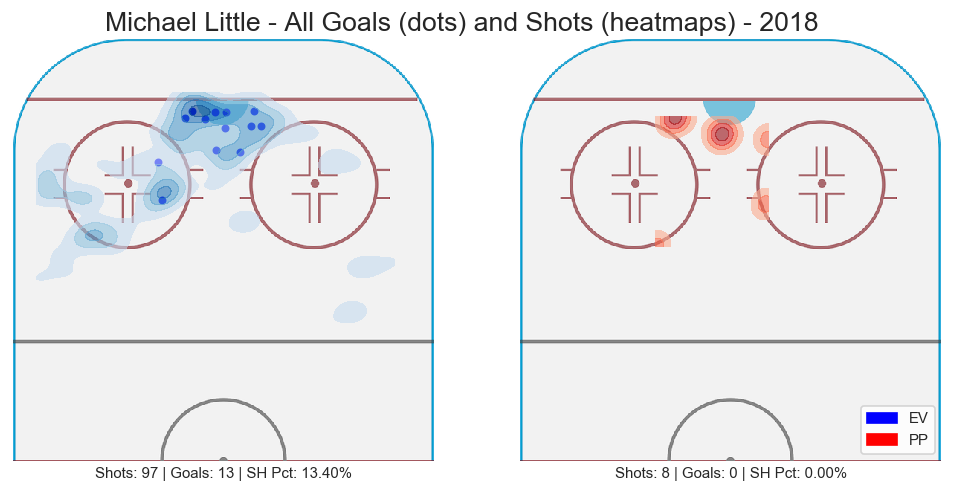 Michael Little - All Goals (dots) and Shots (heatmaps) - 2018
EV
PP
Shots: 97 | Goals: 13 | SH Pct: 13.40%
Shots: 8 | Goals: 0 | SH Pct: 0.00%